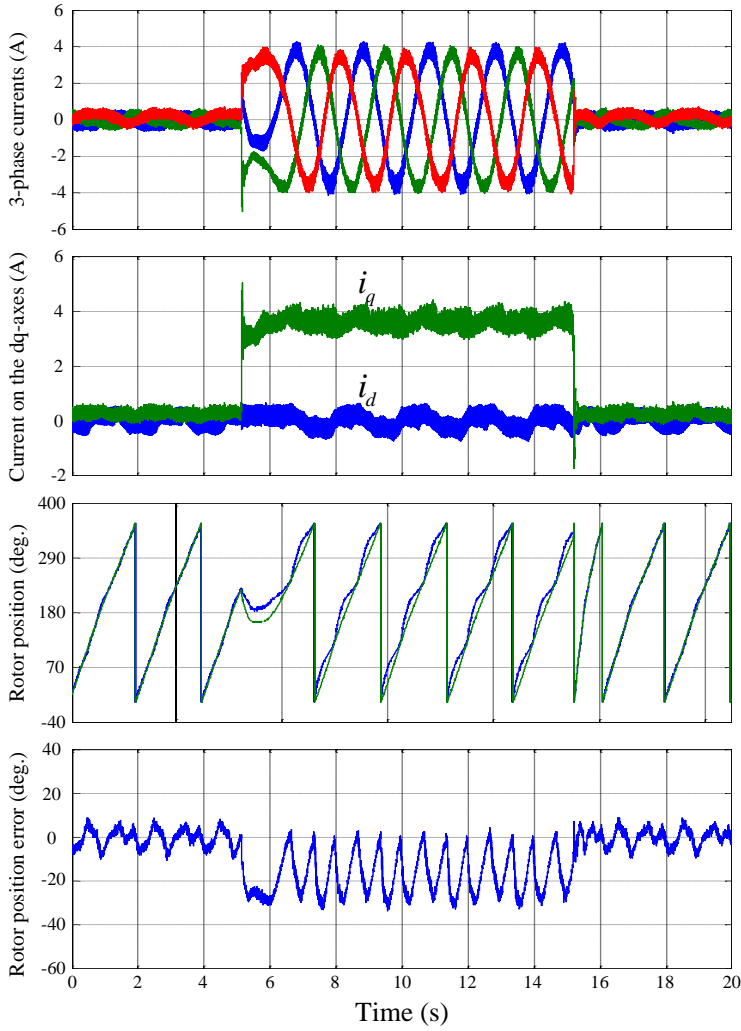 3-phase currents (A)
6
4
2
0
-2
-4
-6
Current on the dq-axes (A)
6
4
2
0
-2
i_q
i_d
Rotor position (deg.)
400
290
180
70
-40
Rotor position error (deg.)
40
20
0
-20
-40
-60
0 2 4 6 8 10 12 14 16 18 20
Time (s)